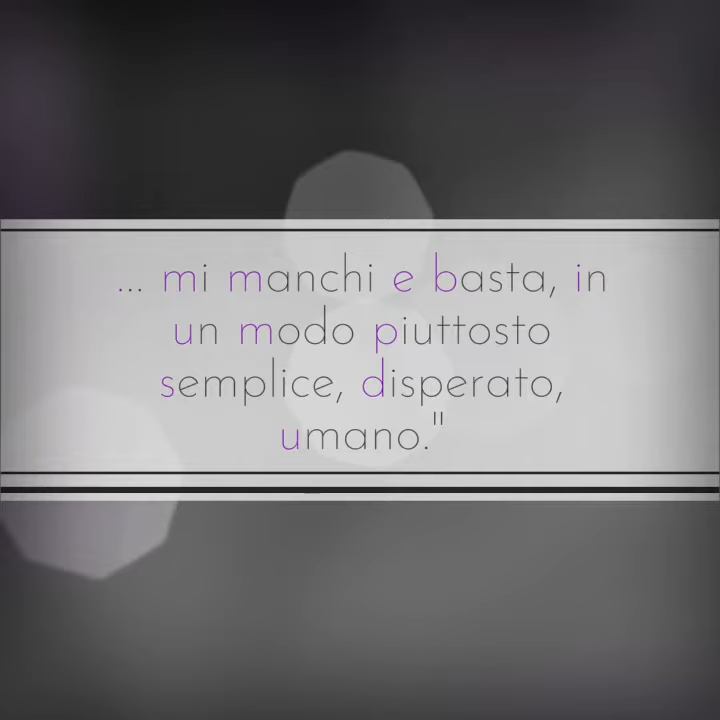 ... mi manchi e basta, in
un modo piuttosto
semplice, disperato,
umano."